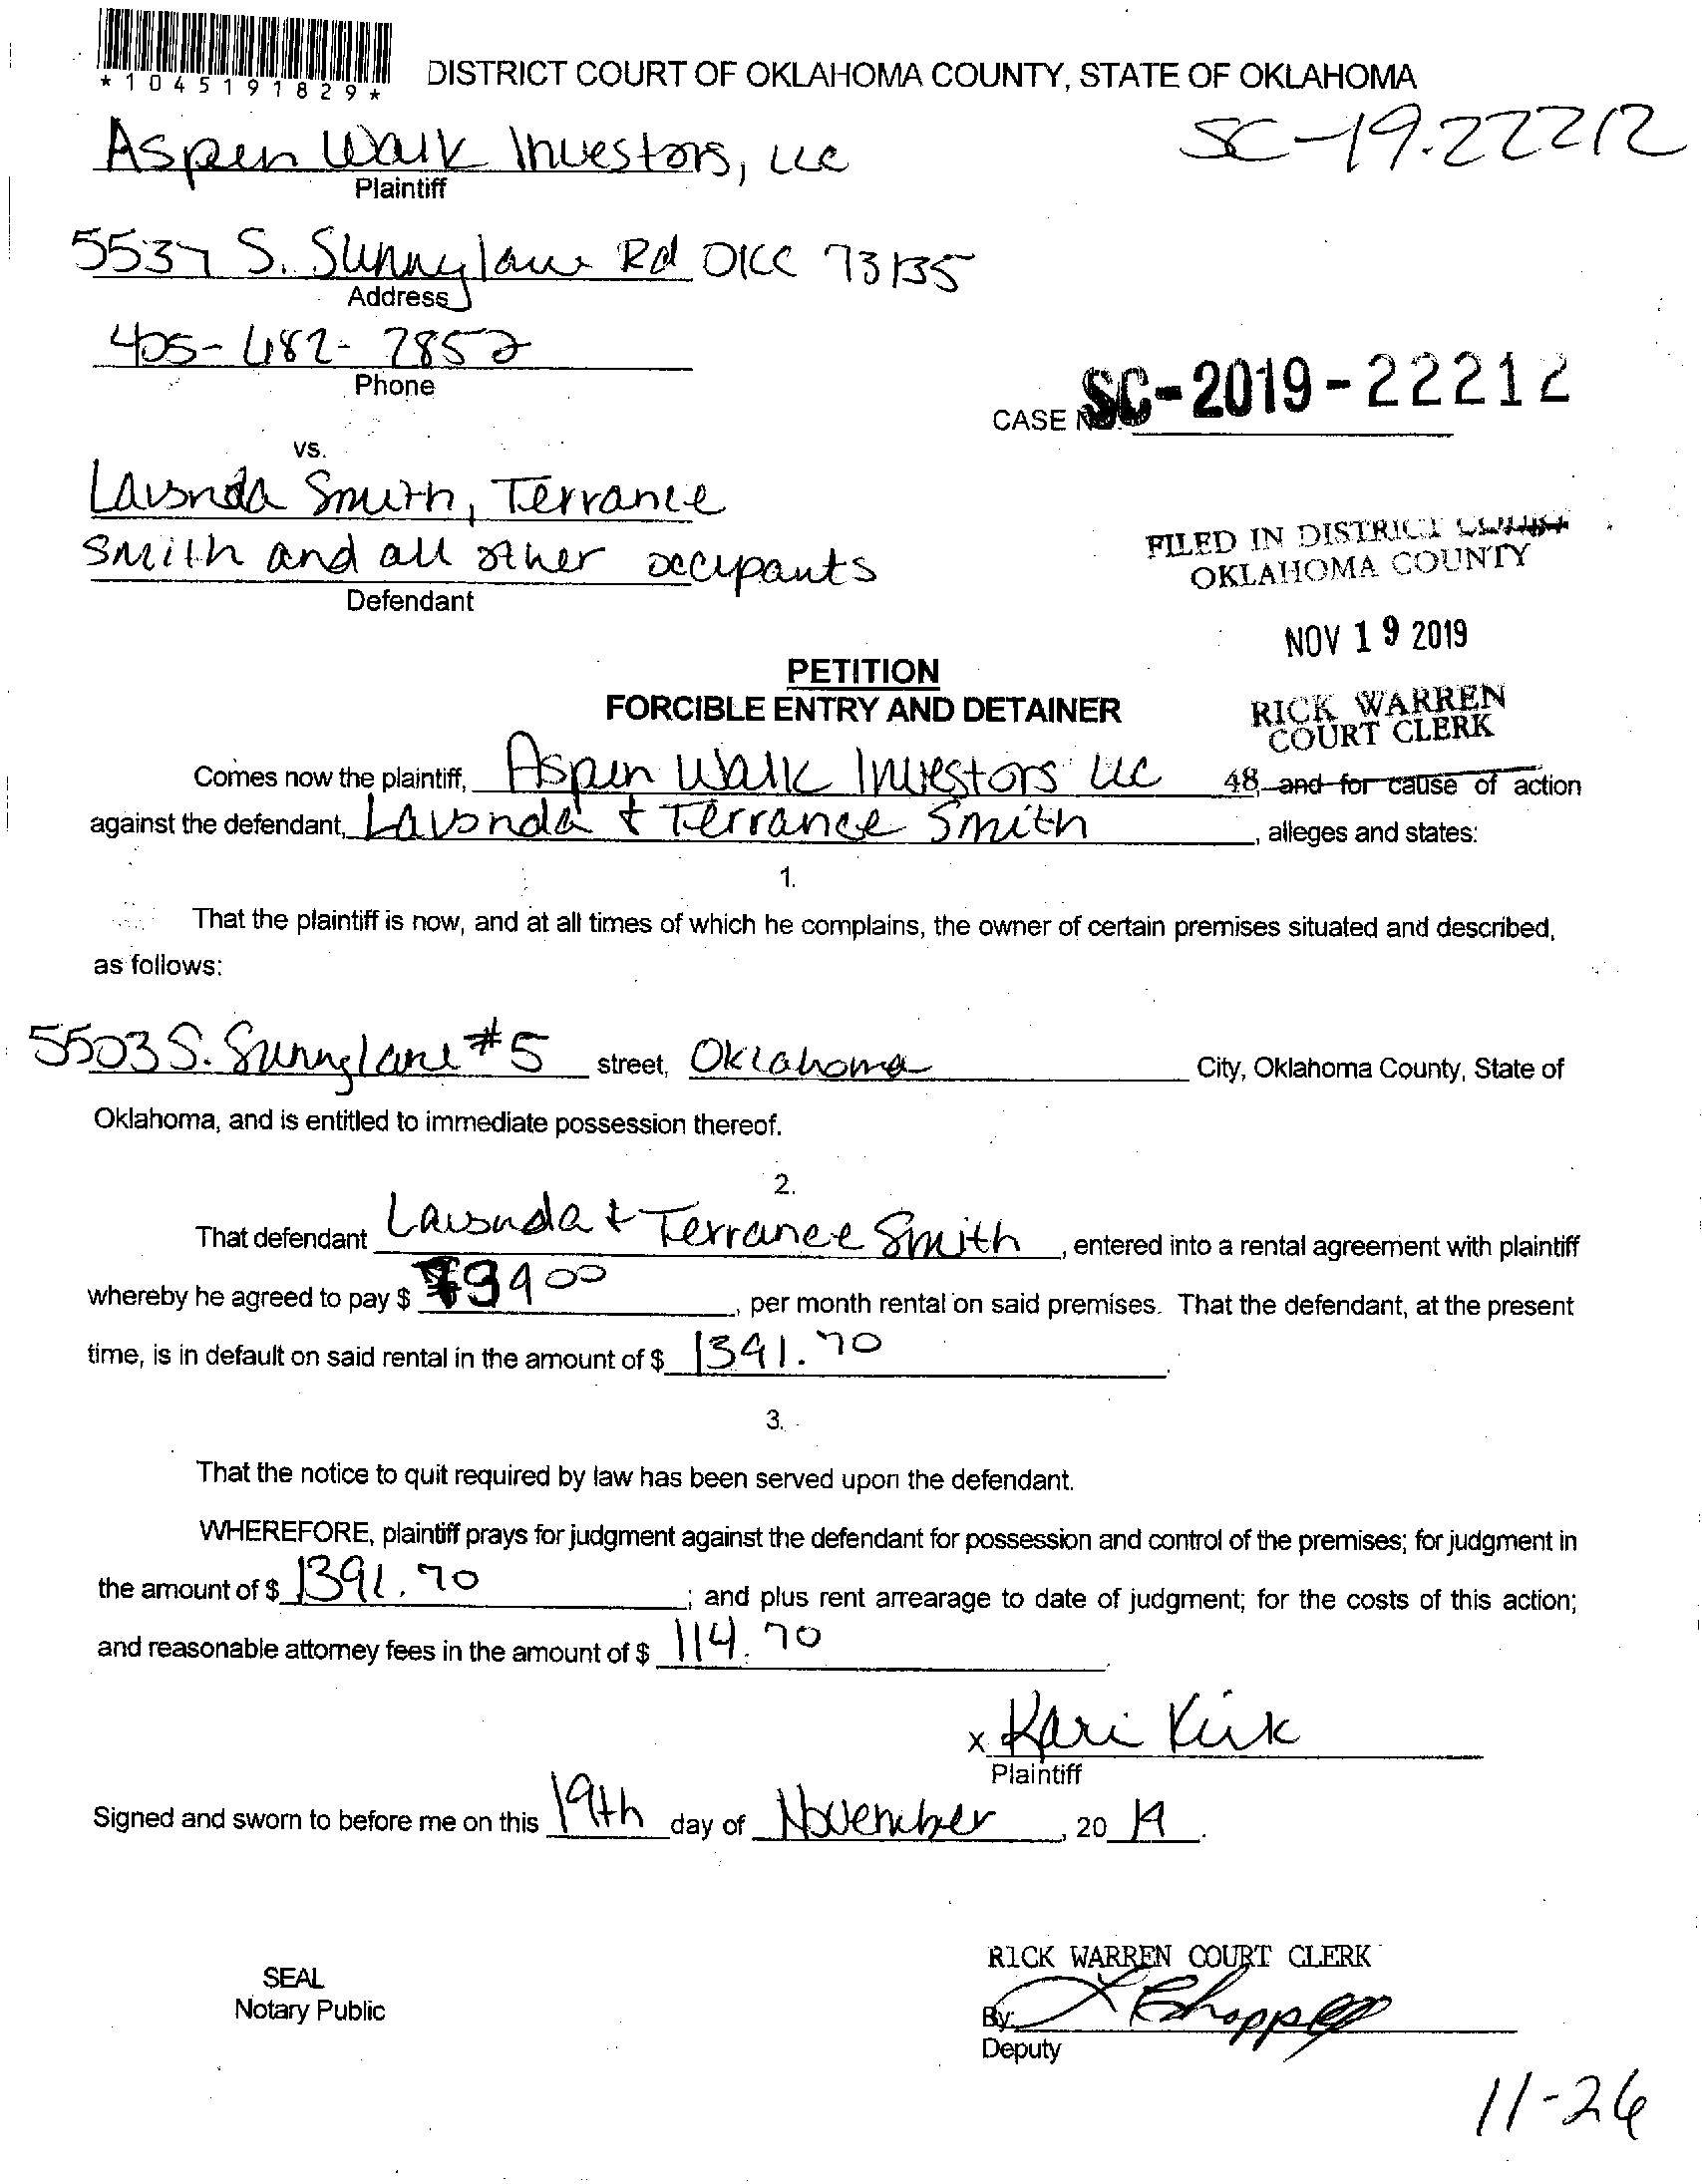 *1045191829*
DISTRICT COURT OF OKLAHOMA COUNTY, STATE OF OKLAHOMA
SC-19-22212
Aspen Walk Investors, LLC
Plaintiff
5537 S. Sunnylane Rd OKC 73135
Address
405-682-7852
Phone
CASE NO. SC-2019-22212
vs.
Lavonda Smith, Terrance
Smith and all other occupants
Defendant
FILED IN DISTRICT COURT
OKLAHOMA COUNTY
NOV 19 2019
RICK WARREN
COURT CLERK
PETITION
FORCIBLE ENTRY AND DETAINER
Comes now the plaintiff, Aspen Walk Investors LLC 48 and for cause of action
against the defendant, Lavonda & Terrance Smith, alleges and states:
1.
That the plaintiff is now, and at all times of which he complains, the owner of certain premises situated and described,
as follows:
5503 S. Sunnylane #5 street, Oklahoma City, Oklahoma County, State of
Oklahoma, and is entitled to immediate possession thereof.
2.
That defendant Lavonda & Terrance Smith, entered into a rental agreement with plaintiff
whereby he agreed to pay $ 73900, per month rental on said premises. That the defendant, at the present
time, is in default on said rental in the amount of $ 1391.70.
3.
That the notice to quit required by law has been served upon the defendant.
WHEREFORE, plaintiff prays for judgment against the defendant for possession and control of the premises; for judgment in
the amount of $ 1391.70; and plus rent arrearage to date of judgment; for the costs of this action;
and reasonable attorney fees in the amount of $ 114.70
x Kari Kirk
Plaintiff
Signed and sworn to before me on this 19th day of November, 2019.
SEAL
Notary Public
RICK WARREN COURT CLERK
By:
Deputy
11-26